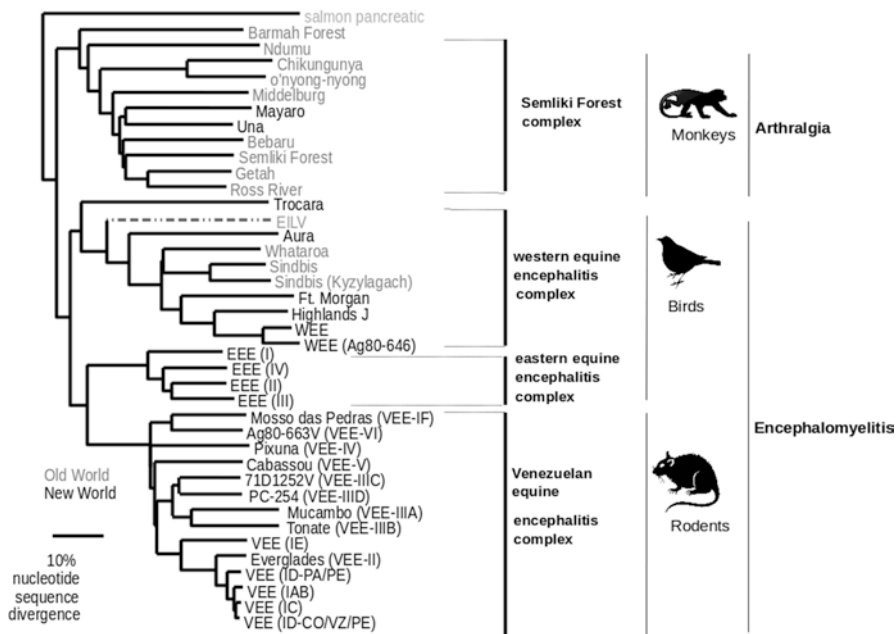 salmon pancreatic
Barmah Forest
Ndumu
Chikungunya
o'nyong-nyong
Middelburg
Mayaro
Una
Bebaru
Semliki Forest
Getah
Ross River
Trocara
EILV
Aura
Whataroa
Sindbis
Sindbis (Kyzylagach)
Ft. Morgan
Highlands J
WEE
WEE (Ag80-646)
EEE (I)
EEE (IV)
EEE (II)
EEE (III)
Mosso das Pedras (VEE-IF)
Ag80-663V (VEE-VI)
Pixuna (VEE-IV)
Cabassou (VEE-V)
71D1252V (VEE-IIIC)
PC-254 (VEE-IIID)
Mucambo (VEE-IIIA)
Tonate (VEE-IIIB)
VEE (IE)
Everglades (VEE-II)
VEE (ID-PA/PE)
VEE (IAB)
VEE (IC)
VEE (ID-CO/VZ/PE)
Old World
New World
10%
nucleotide
sequence
divergence
Semliki Forest
complex
western equine
encephalitis
complex
eastern equine
encephalitis
complex
Venezuelan
equine
encephalitis
complex
Monkeys
Birds
Rodents
Arthralgia
Encephalomyelitis